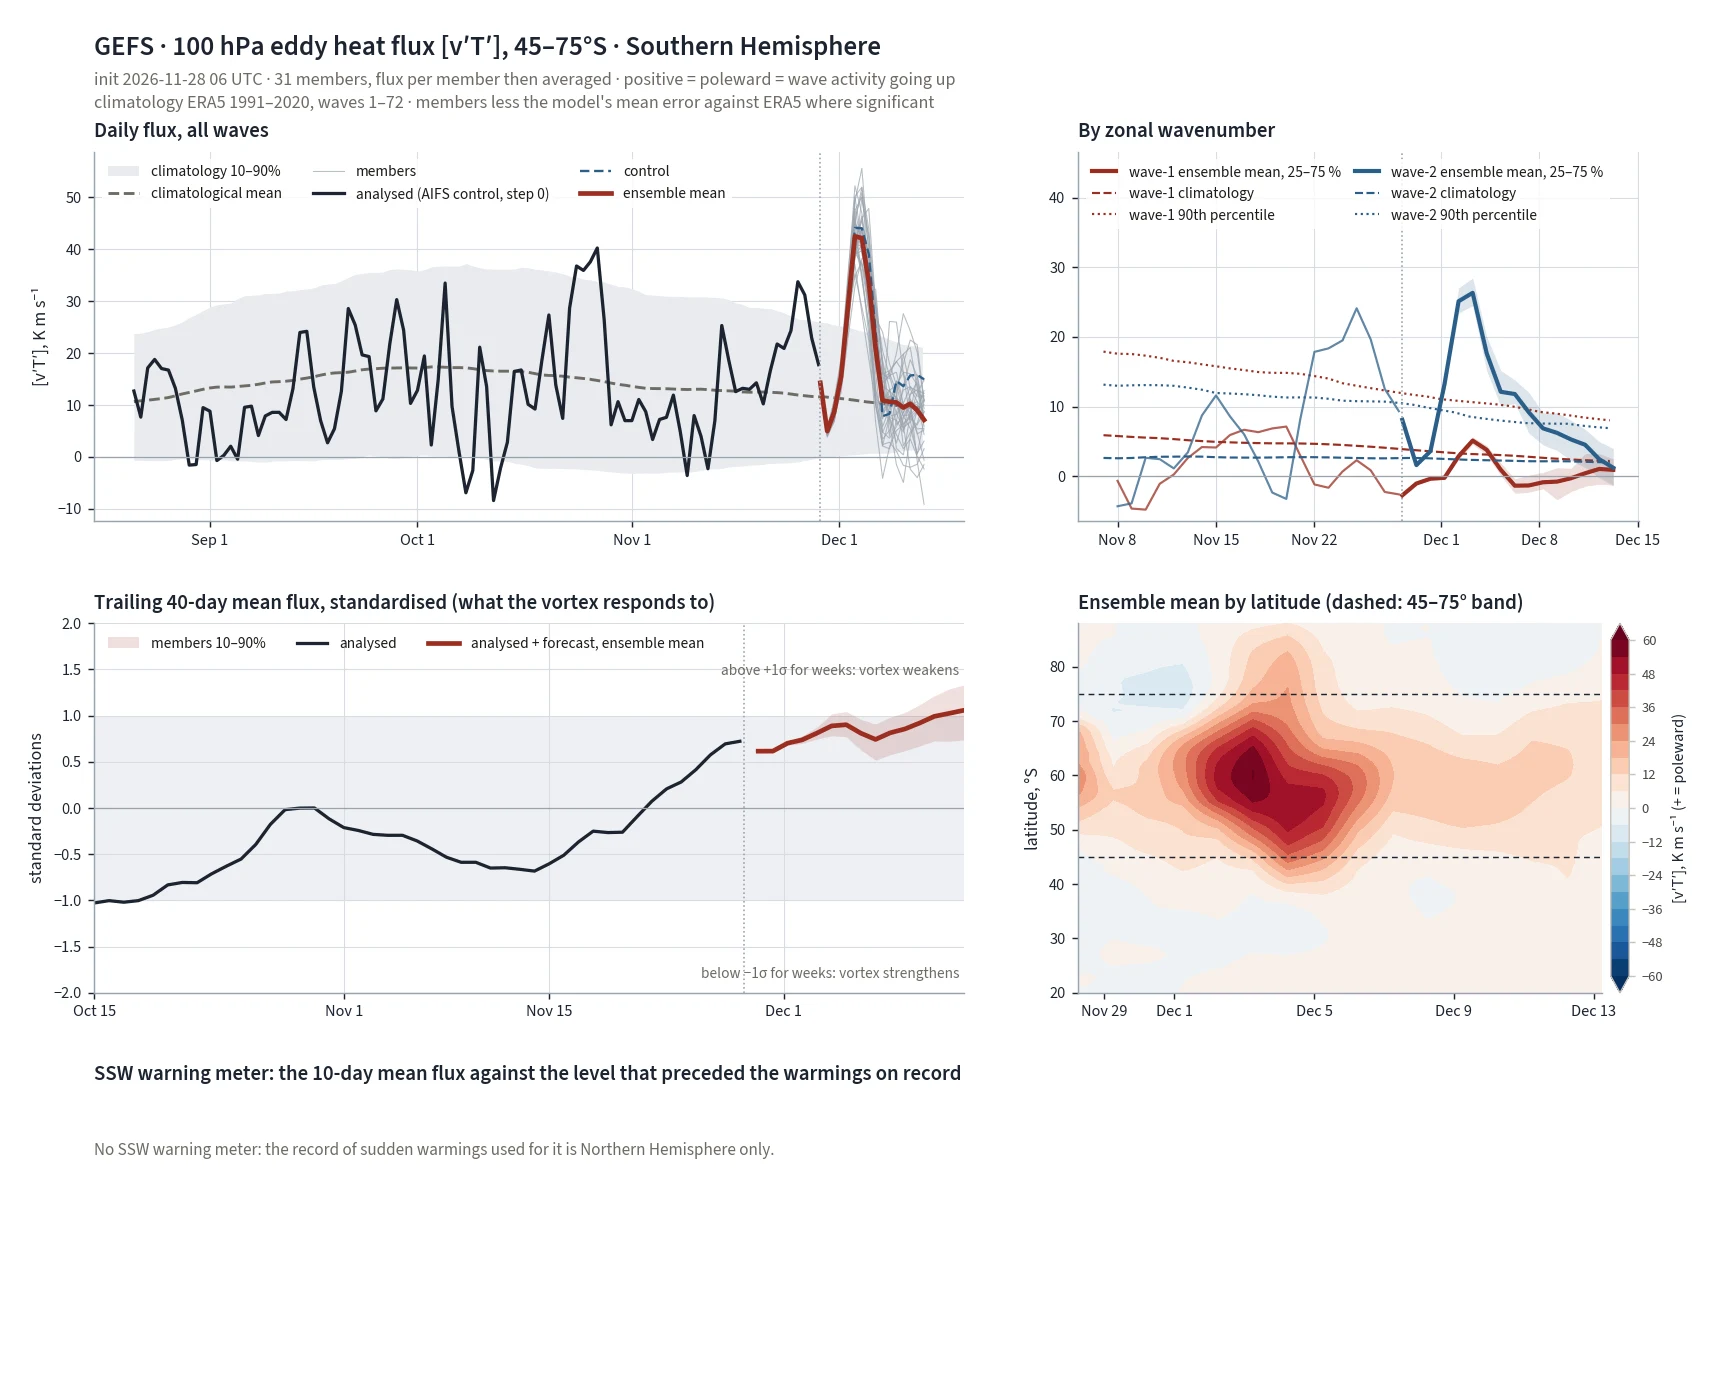 GEFS · 100 hPa eddy heat flux [v′T′], 45–75°S · Southern Hemisphere
init 2026-11-28 06 UTC · 31 members, flux per member then averaged · positive = poleward = wave activity going up
climatology ERA5 1991–2020, waves 1–72 · members less the model's mean error against ERA5 where significant
Daily flux, all waves
climatology 10–90%
members
control
climatological mean
analysed (AIFS control, step 0)
ensemble mean
[v′T′], K m s⁻¹
50
40
30
20
10
0
−10
Sep 1
Oct 1
Nov 1
Dec 1
By zonal wavenumber
wave-1 ensemble mean, 25–75 %
wave-2 ensemble mean, 25–75 %
wave-1 climatology
wave-2 climatology
wave-1 90th percentile
wave-2 90th percentile
40
30
20
10
0
Nov 8
Nov 15
Nov 22
Dec 1
Dec 8
Dec 15
Trailing 40-day mean flux, standardised (what the vortex responds to)
members 10–90%
analysed
analysed + forecast, ensemble mean
above +1σ for weeks: vortex weakens
below −1σ for weeks: vortex strengthens
standard deviations
2.0
1.5
1.0
0.5
0.0
−0.5
−1.0
−1.5
−2.0
Oct 15
Nov 1
Nov 15
Dec 1
Ensemble mean by latitude (dashed: 45–75° band)
latitude, °S
80
70
60
50
40
30
20
Nov 29
Dec 1
Dec 5
Dec 9
Dec 13
60
48
36
24
12
0
−12
−24
−36
−48
−60
[v′T′], K m s⁻¹ (+ = poleward)
SSW warning meter: the 10-day mean flux against the level that preceded the warmings on record
No SSW warning meter: the record of sudden warmings used for it is Northern Hemisphere only.